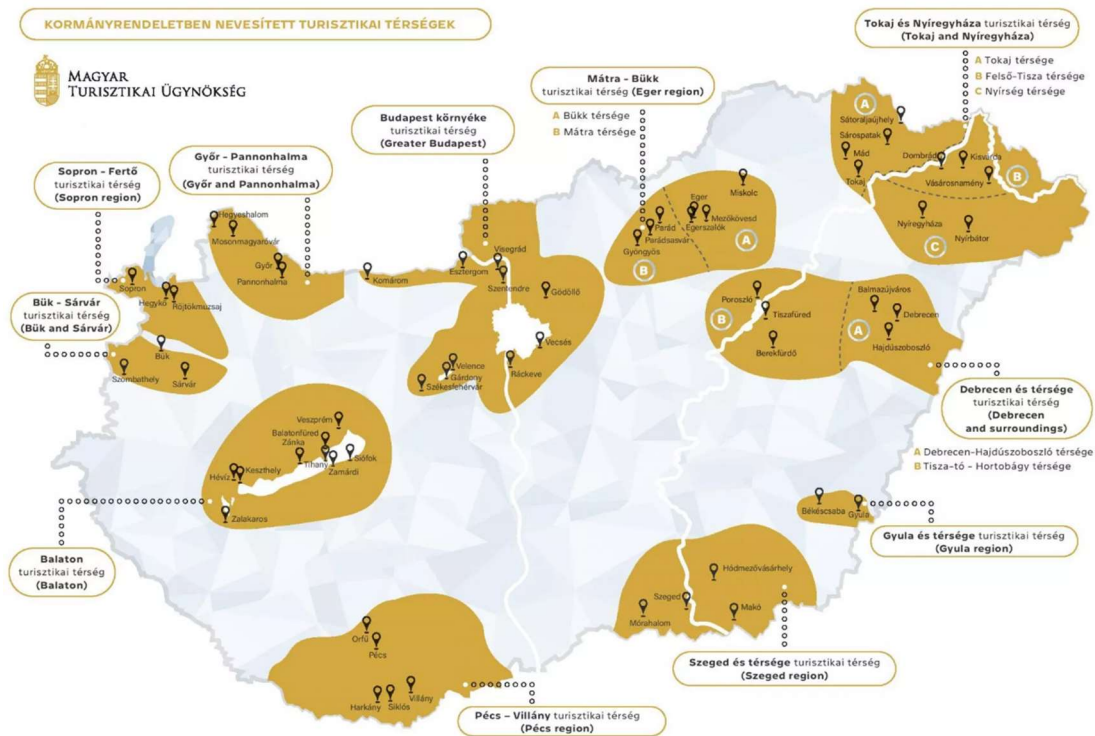 KORMÁNYRENDELETBEN NEVESÍTETT TURISZTIKAI TÉRSÉGEK
MAGYAR
TURISZTIKAI ÜGYNÖKSÉG
Tokaj és Nyíregyháza turisztikai térség
(Tokaj and Nyíregyháza)
A Tokaj térsége
B Felső-Tisza térsége
C Nyírség térsége
Mátra - Bükk
turisztikai térség (Eger region)
A Bükk térsége
B Mátra térsége
Budapest környéke
turisztikai térség
(Greater Budapest)
Győr - Pannonhalma
turisztikai térség
(Győr and Pannonhalma)
Sopron - Fertő
turisztikai térség
(Sopron region)
Bük - Sárvár
turisztikai térség
(Bük and Sárvár)
A
Sátoraljaújhely
Sárospatak
Mád
Tokaj
Dombrád
Kisvárda
Vásárosnamény
B
Nyíregyháza
Nyírbátor
C
Miskolc
Eger
Mezőkövesd
Egerszalók
Parád
Parádsasvár
Gyöngyös
A
B
Hegyeshalom
Mosonmagyaróvár
Győr
Pannonhalma
Sopron
Hegykő
Röjtökmuzsaj
Bük
Szombathely
Sárvár
Komárom
Esztergom
Visegrád
Szentendre
Gödöllő
Vecsés
Ráckeve
Velence
Gárdony
Székesfehérvár
Poroszló
B
Tiszafüred
Berekfürdő
Balmazújváros
Debrecen
A
Hajdúszoboszló
Debrecen és térsége
turisztikai térség
(Debrecen
and surroundings)
A Debrecen-Hajdúszoboszló térsége
B Tisza-tó - Hortobágy térsége
Veszprém
Balatonfüred
Zánka
Tihany
Siófok
Zamárdi
Keszthely
Hévíz
Zalakaros
Balaton
turisztikai térség
(Balaton)
Békéscsaba
Gyula
Gyula és térsége turisztikai térség
(Gyula region)
Hódmezővásárhely
Szeged
Makó
Mórahalom
Szeged és térsége turisztikai térség
(Szeged region)
Orfű
Pécs
Villány
Harkány
Siklós
Pécs - Villány turisztikai térség
(Pécs region)